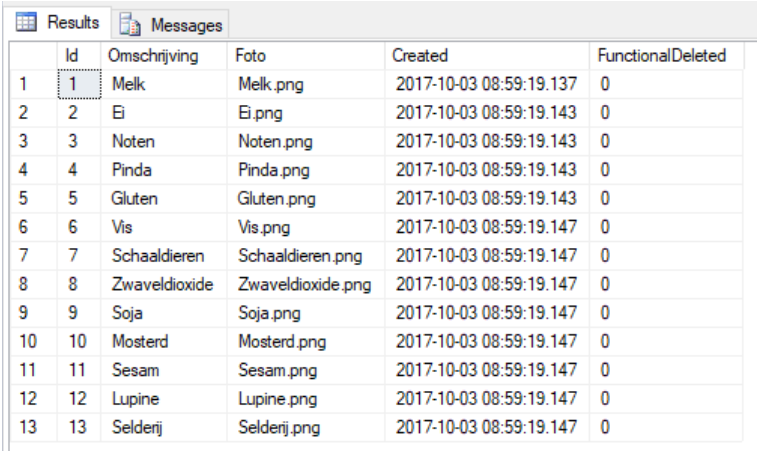 Results Messages
Id Omschrijving Foto Created FunctionalDeleted
1 1 Melk Melk.png 2017-10-03 08:59:19.137 0
2 2 Ei Ei.png 2017-10-03 08:59:19.143 0
3 3 Noten Noten.png 2017-10-03 08:59:19.143 0
4 4 Pinda Pinda.png 2017-10-03 08:59:19.143 0
5 5 Gluten Gluten.png 2017-10-03 08:59:19.143 0
6 6 Vis Vis.png 2017-10-03 08:59:19.147 0
7 7 Schaaldieren Schaaldieren.png 2017-10-03 08:59:19.147 0
8 8 Zwaveldioxide Zwaveldioxide.png 2017-10-03 08:59:19.147 0
9 9 Soja Soja.png 2017-10-03 08:59:19.147 0
10 10 Mosterd Mosterd.png 2017-10-03 08:59:19.147 0
11 11 Sesam Sesam.png 2017-10-03 08:59:19.147 0
12 12 Lupine Lupine.png 2017-10-03 08:59:19.147 0
13 13 Selderij Selderij.png 2017-10-03 08:59:19.147 0